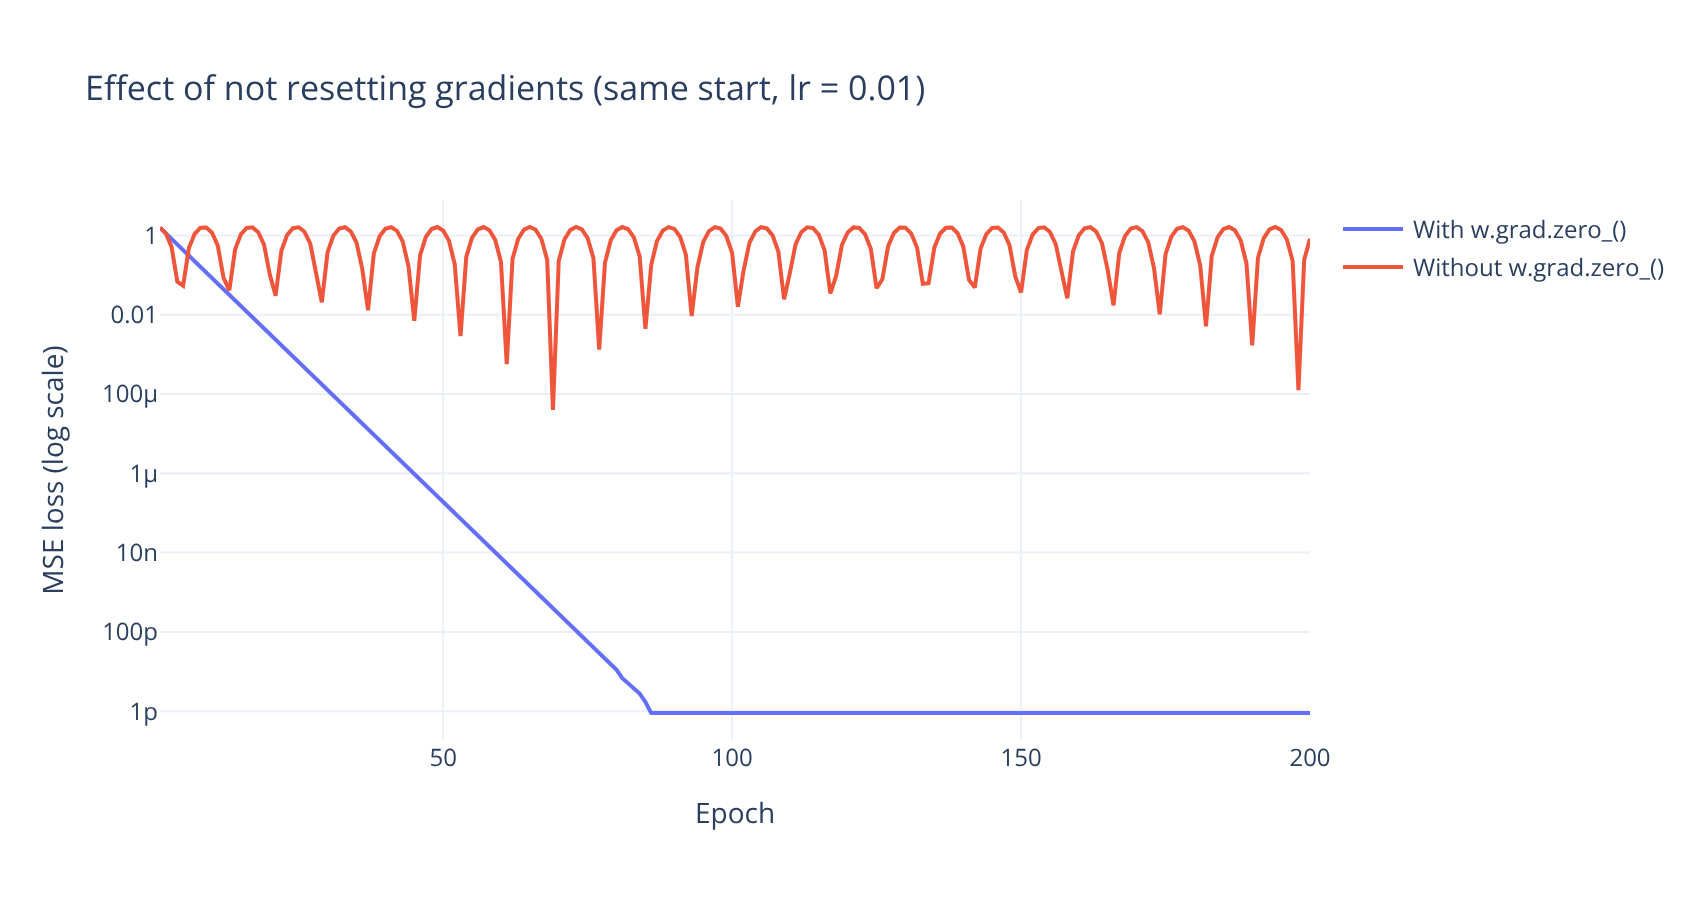 Effect of not resetting gradients (same start, lr = 0.01)
With w.grad.zero_()
Without w.grad.zero_()
MSE loss (log scale)
1
0.01
100μ
1μ
10n
100p
1p
50
100
150
200
Epoch